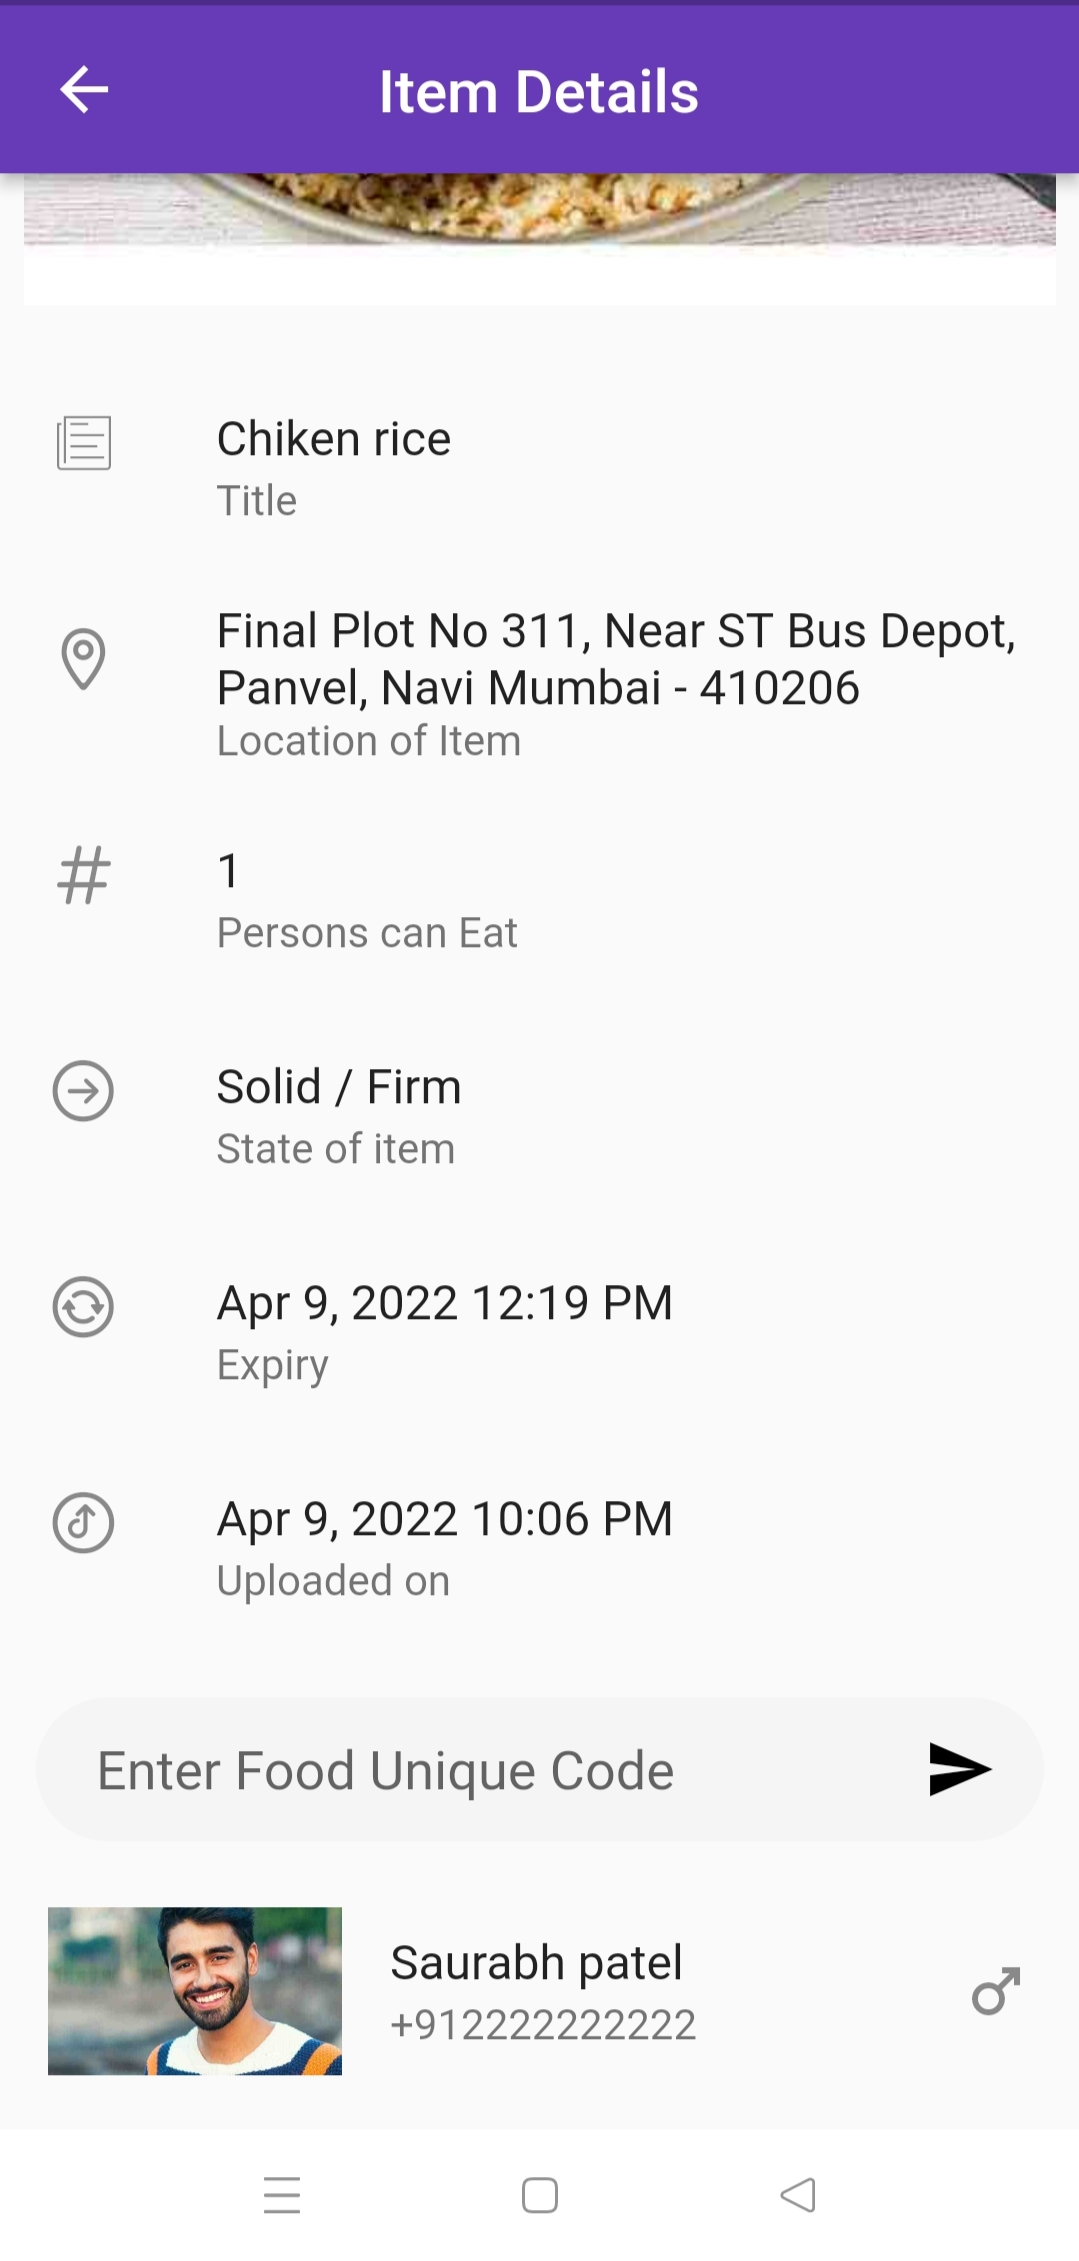 Item Details
Chiken rice
Title
Final Plot No 311, Near ST Bus Depot,
Panvel, Navi Mumbai - 410206
Location of Item
1
Persons can Eat
Solid / Firm
State of item
Apr 9, 2022 12:19 PM
Expiry
Apr 9, 2022 10:06 PM
Uploaded on
Enter Food Unique Code
Saurabh patel
+912222222222